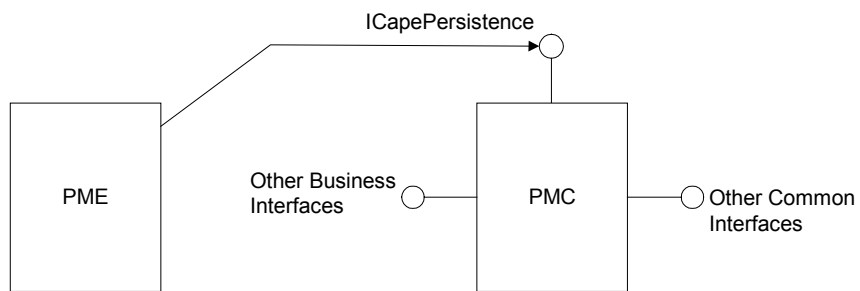 ICapePersistence
PME
Other Business
Interfaces
PMC
Other Common
Interfaces